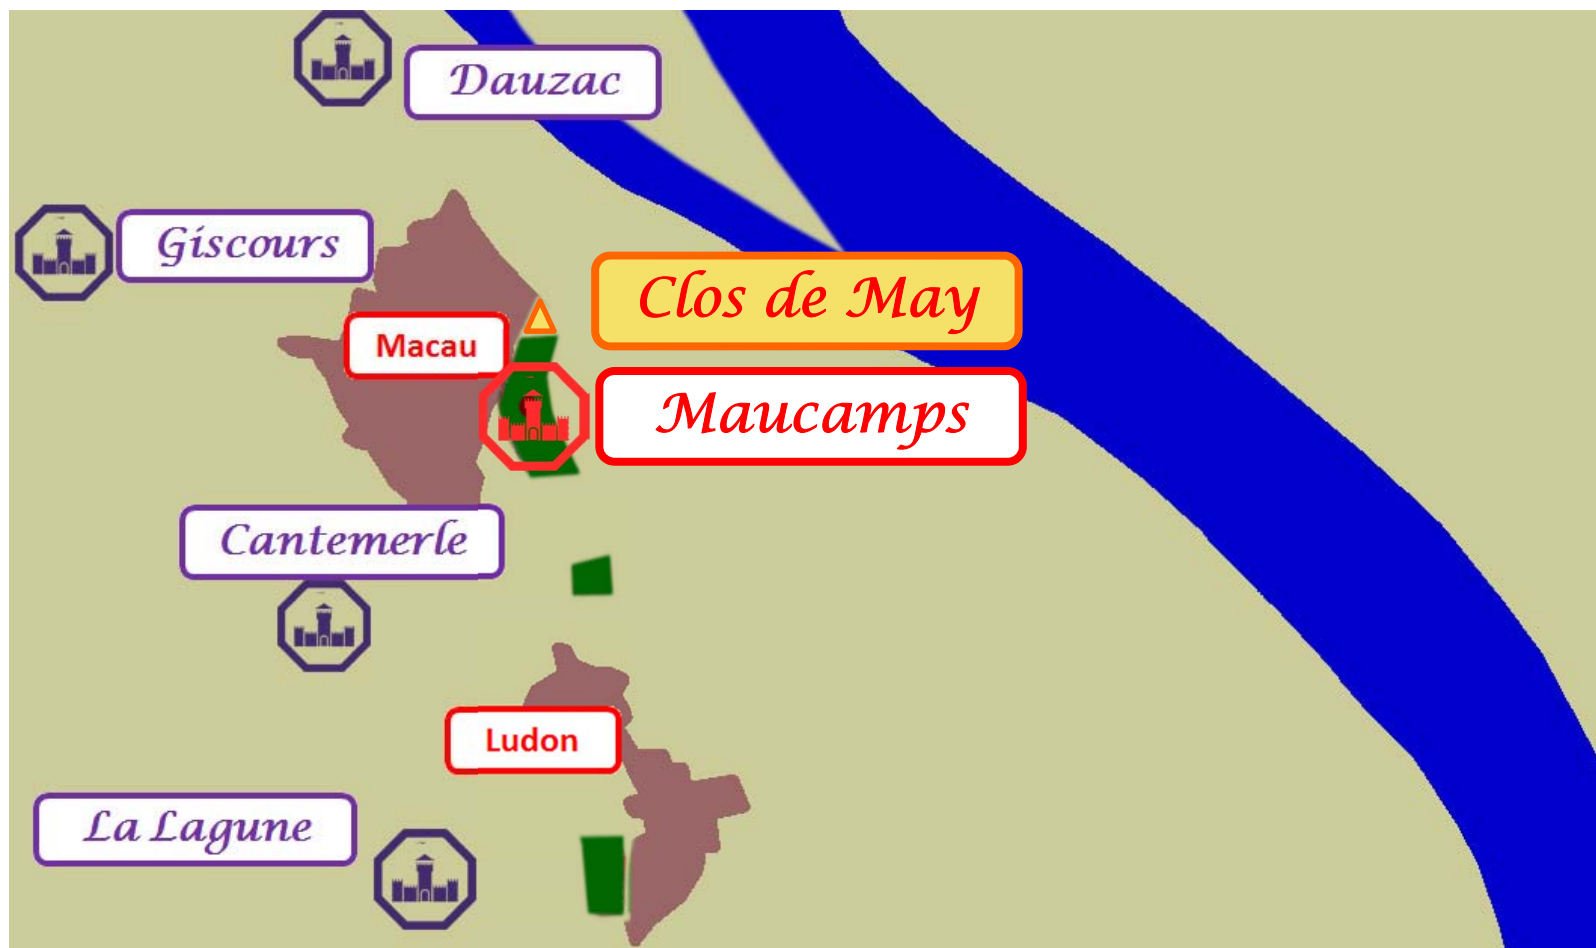 Dauzac
Giscours
Clos de May
Macau
Maucamps
Cantemerle
Ludon
La Lagune